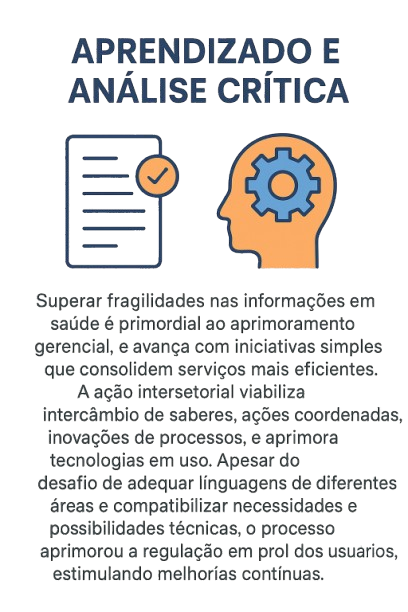 APRENDIZADO E
ANÁLISE CRÍTICA
Superar fragilidades nas informações em
saúde é primordial ao aprimoramento
gerencial, e avança com iniciativas simples
que consolidem serviços mais eficientes.
A ação intersetorial viabiliza
intercâmbio de saberes, ações coordenadas,
inovações de processos, e aprimora
tecnologias em uso. Apesar do
desafio de adequar línguagens de diferentes
áreas e compatibilizar necessidades e
possibilidades técnicas, o processo
aprimorou a regulação em prol dos usuarios,
estimulando melhorías contínuas.